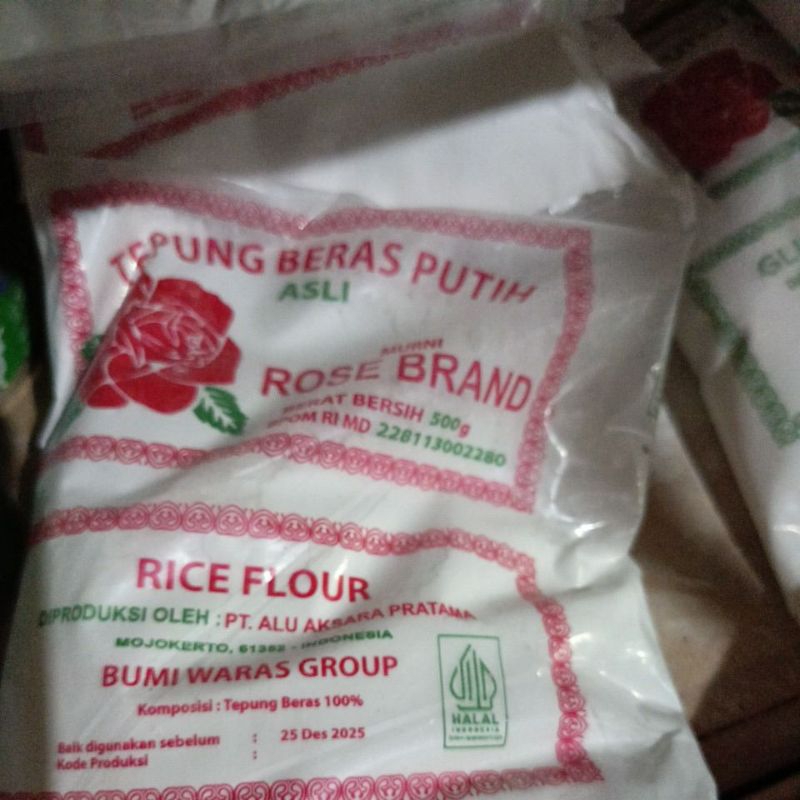 TEPUNG BERAS PUTIH
ASLI
MURNI
ROSE BRAND
BERAT BERSIH 500g
BPOM RI MD 228113002280
RICE FLOUR
DIPRODUKSI OLEH : PT. ALU AKSARA PRATAMA
MOJOKERTO, 61382 - INDONESIA
BUMI WARAS GROUP
Komposisi : Tepung Beras 100%
HALAL
INDONESIA
Baik digunakan sebelum : 25 Des 2025
Kode Produksi :